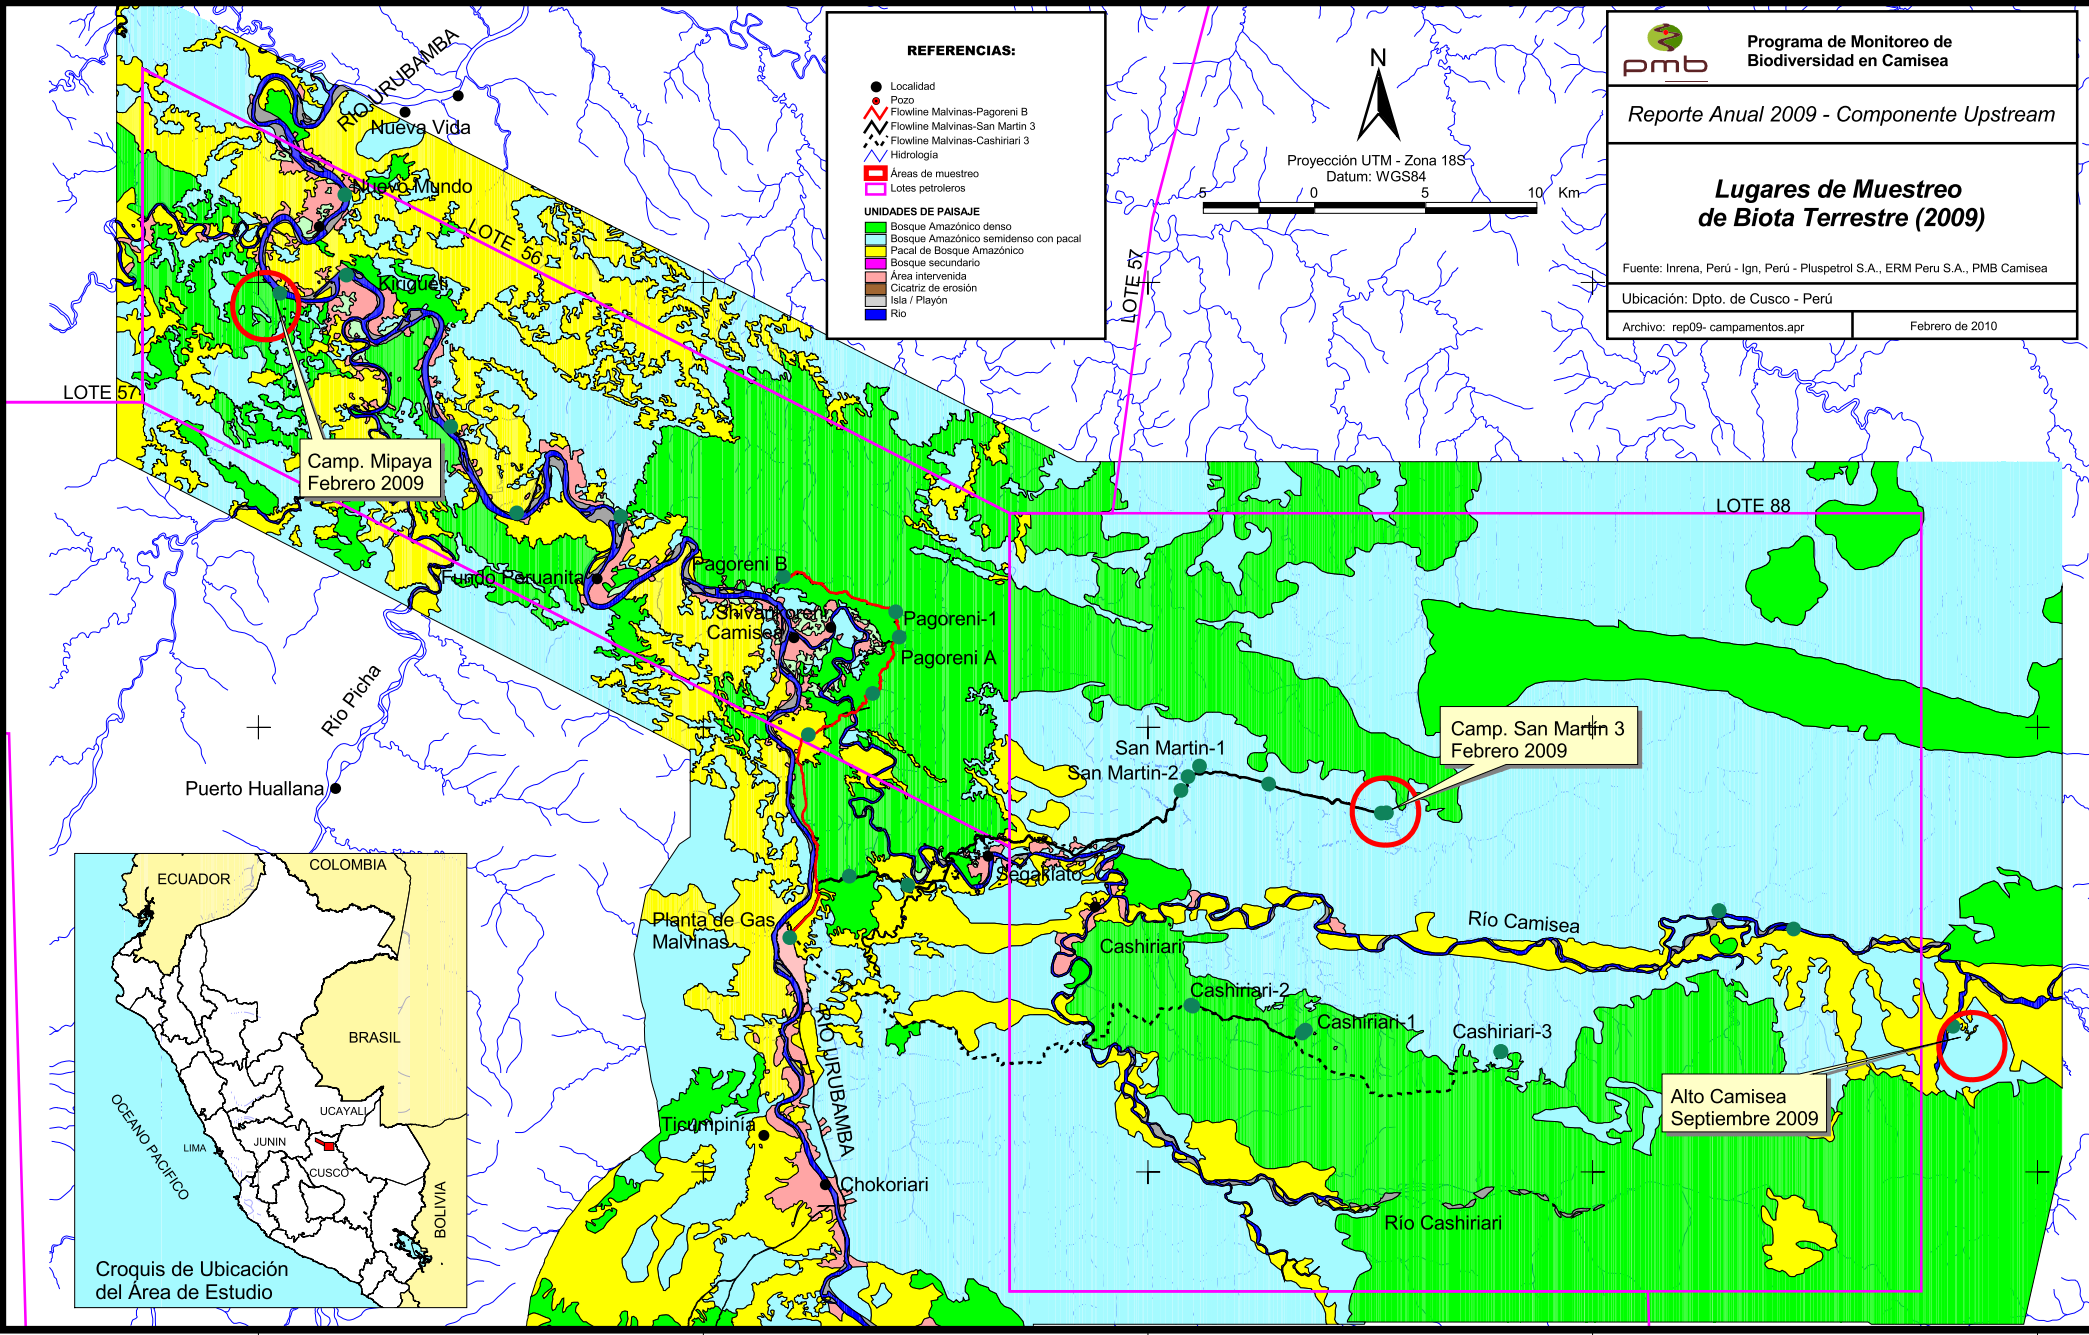 REFERENCIAS:
Localidad
Pozo
Flowline Malvinas-Pagoreni B
Flowline Malvinas-San Martin 3
Flowline Malvinas-Cashiriari 3
Hidrología
Áreas de muestreo
Lotes petroleros
UNIDADES DE PAISAJE
Bosque Amazónico denso
Bosque Amazónico semidenso con pacal
Pacal de Bosque Amazónico
Bosque secundario
Área intervenida
Cicatriz de erosión
Isla / Playón
Rio
N
Proyección UTM - Zona 18S
Datum: WGS84
5 0 5 10 Km
pmb
Programa de Monitoreo de
Biodiversidad en Camisea
Reporte Anual 2009 - Componente Upstream
Lugares de Muestreo
de Biota Terrestre (2009)
Fuente: Inrena, Perú - Ign, Perú - Pluspetrol S.A., ERM Peru S.A., PMB Camisea
Ubicación: Dpto. de Cusco - Perú
Archivo: rep09- campamentos.apr
Febrero de 2010
RIO URUBAMBA
Nueva Vida
Nuevo Mundo
LOTE 56
LOTE 57
Kirigueti
LOTE 57
Camp. Mipaya
Febrero 2009
LOTE 88
Fundo Peruanita
Pagoreni B
Shivankoreni
Camisea
Pagoreni-1
Pagoreni A
Río Picha
Puerto Huallana
San Martin-1
San Martin-2
Camp. San Martín 3
Febrero 2009
Segakiato
Planta de Gas
Malvinas
Cashiriari
Río Camisea
Cashiriari-2
Cashiriari-1
Cashiriari-3
RIO URUBAMBA
Alto Camisea
Septiembre 2009
Ticumpinía
Chokoriari
Río Cashiriari
ECUADOR
COLOMBIA
BRASIL
UCAYALI
JUNIN
LIMA
CUSCO
OCEANO PACIFICO
BOLIVIA
Croquis de Ubicación
del Área de Estudio